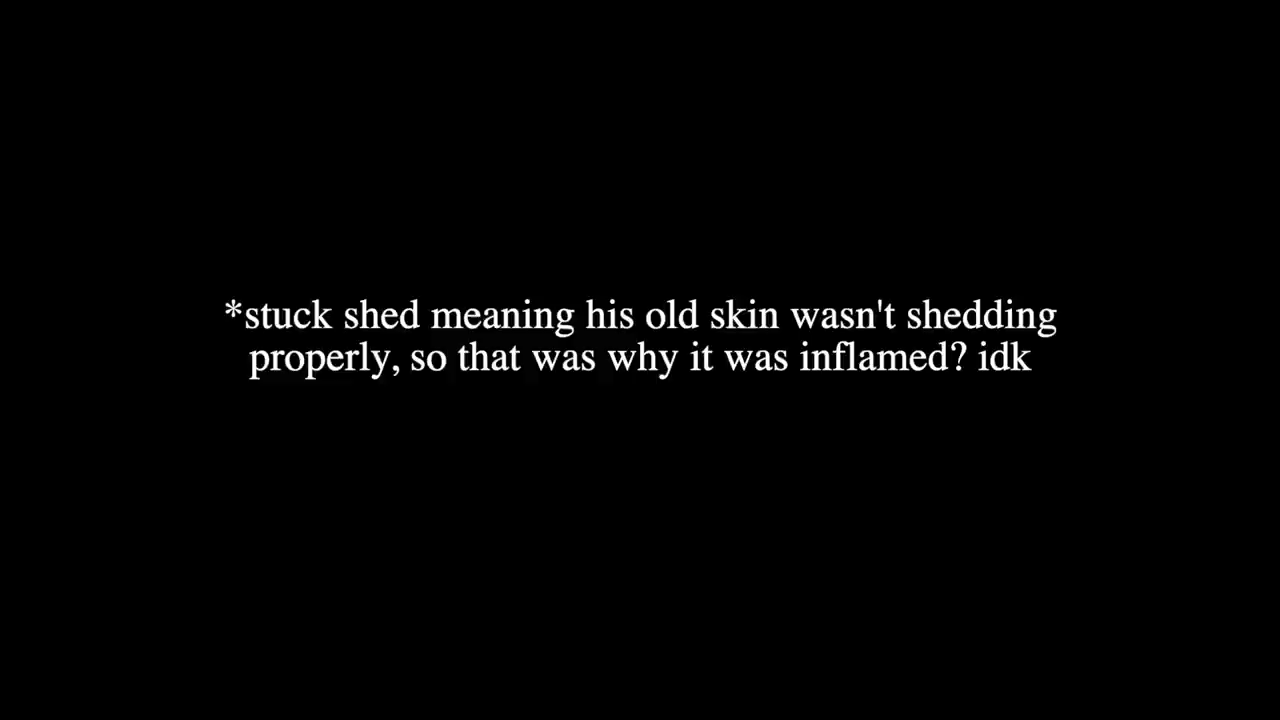 *stuck shed meaning his old skin wasn't shedding
properly, so that was why it was inflamed? idk